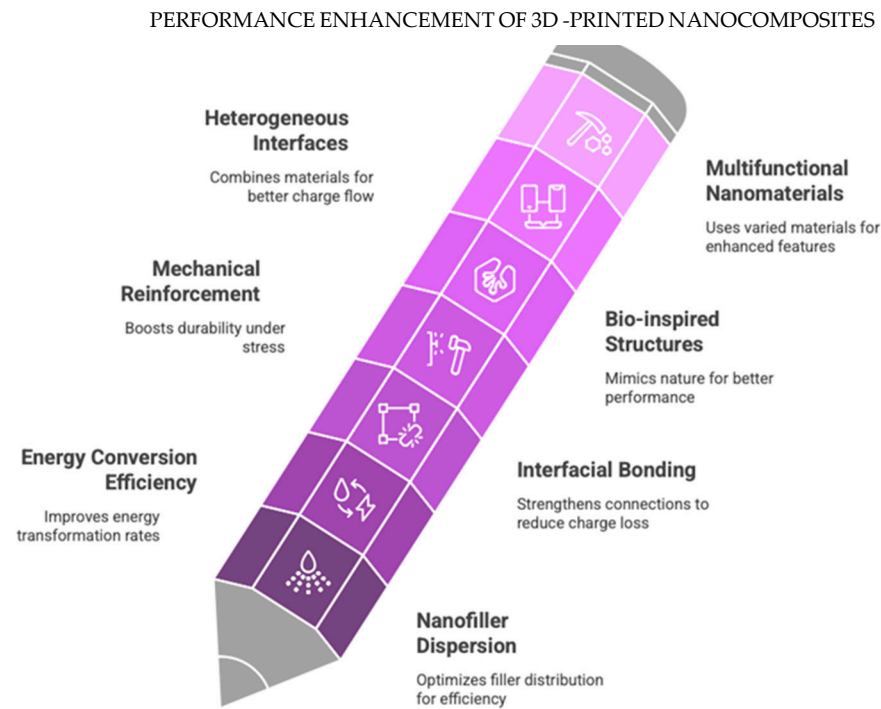 PERFORMANCE ENHANCEMENT OF 3D -PRINTED NANOCOMPOSITES
Heterogeneous
Interfaces
Combines materials for
better charge flow
Multifunctional
Nanomaterials
Uses varied materials for
enhanced features
Mechanical
Reinforcement
Boosts durability under
stress
Bio-inspired
Structures
Mimics nature for better
performance
Energy Conversion
Efficiency
Improves energy
transformation rates
Interfacial Bonding
Strengthens connections to
reduce charge loss
Nanofiller
Dispersion
Optimizes filler distribution
for efficiency